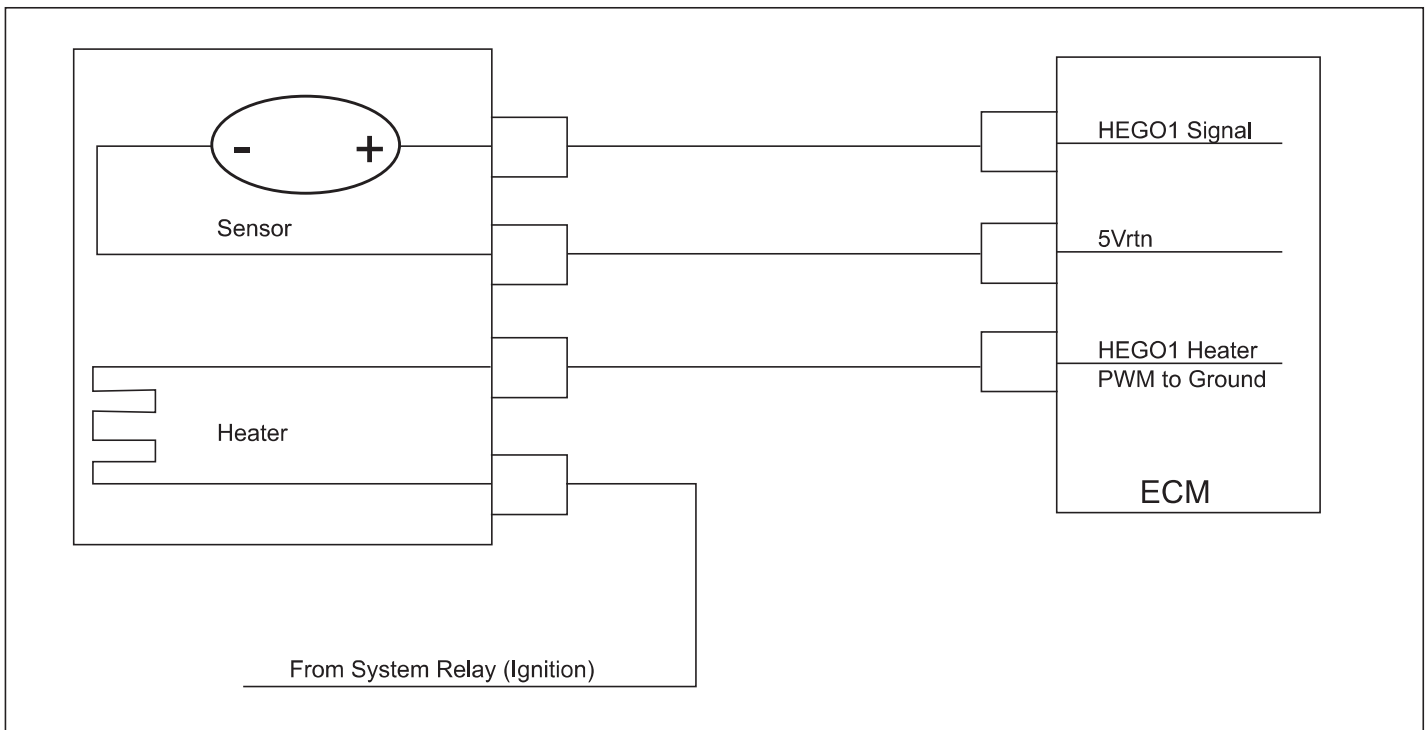 - +
Sensor
Heater
From System Relay (Ignition)
HEGO1 Signal
5Vrtn
HEGO1 Heater
PWM to Ground
ECM